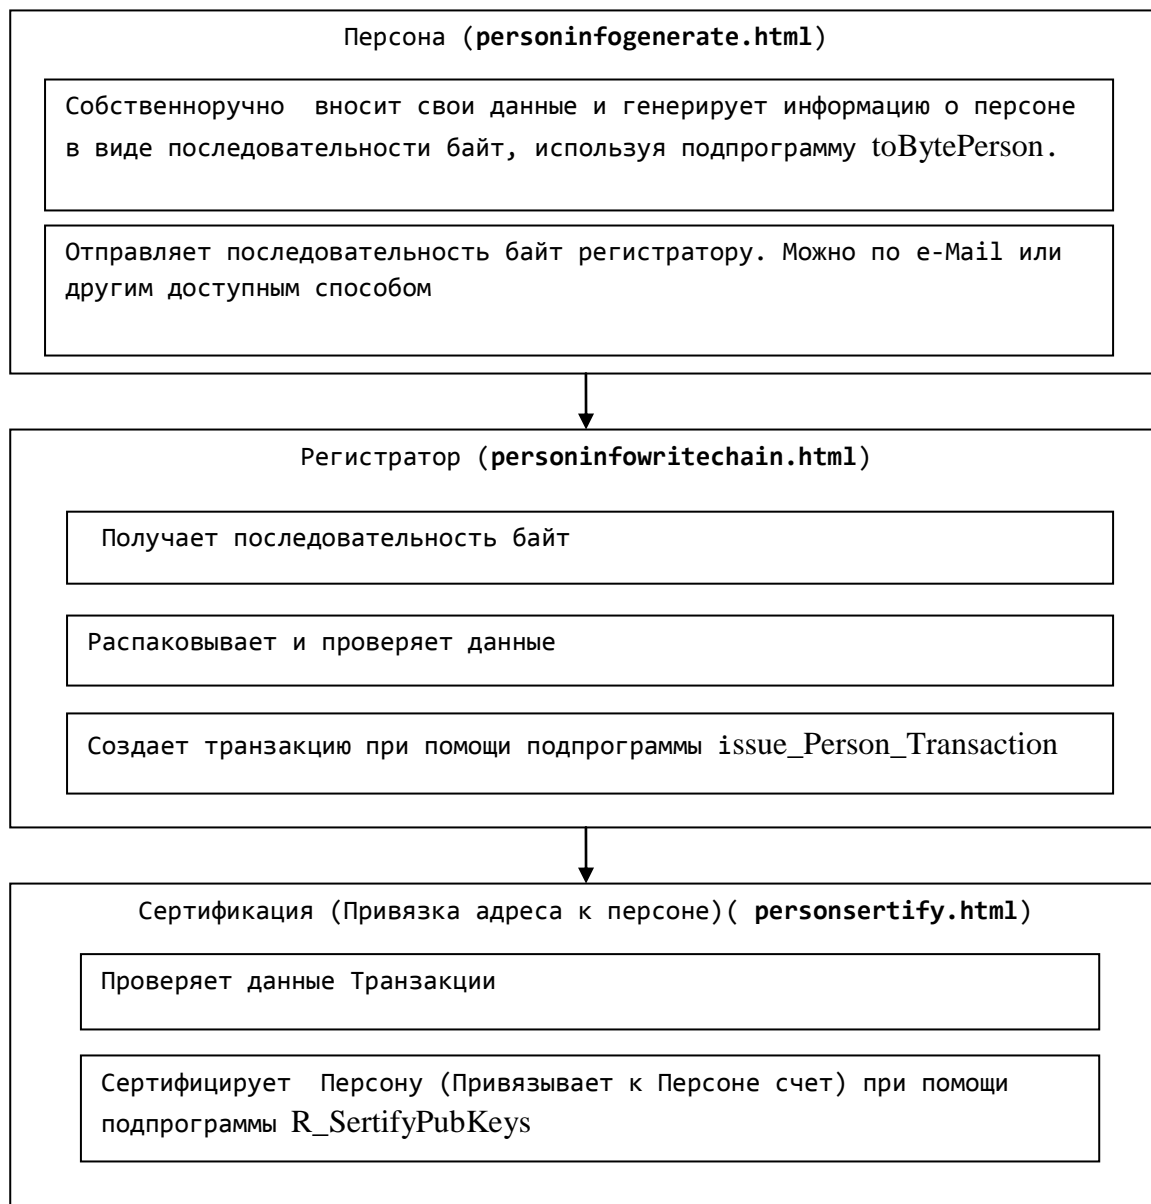 Персона (personinfogenerate.html)
Собственноручно вносит свои данные и генерирует информацию о персоне
в виде последовательности байт, используя подпрограмму toBytePerson.
Отправляет последовательность байт регистратору. Можно по e-Mail или
другим доступным способом
Регистратор (personinfowritechain.html)
Получает последовательность байт
Распаковывает и проверяет данные
Создает транзакцию при помощи подпрограммы issue_Person_Transaction
Сертификация (Привязка адреса к персоне)( personsertify.html)
Проверяет данные Транзакции
Сертифицирует Персону (Привязывает к Персоне счет) при помощи
подпрограммы R_SertifyPubKeys